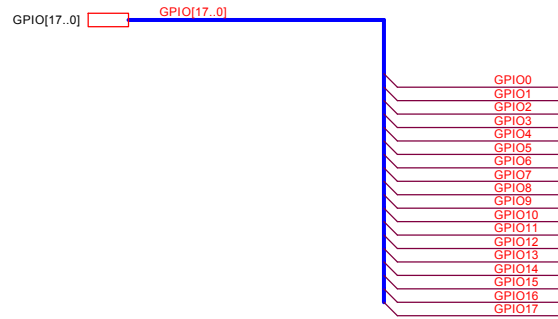 GPIO[17..0] GPIO[17..0]
GPIO0
GPIO1
GPIO2
GPIO3
GPIO4
GPIO5
GPIO6
GPIO7
GPIO8
GPIO9
GPIO10
GPIO11
GPIO12
GPIO13
GPIO14
GPIO15
GPIO16
GPIO17